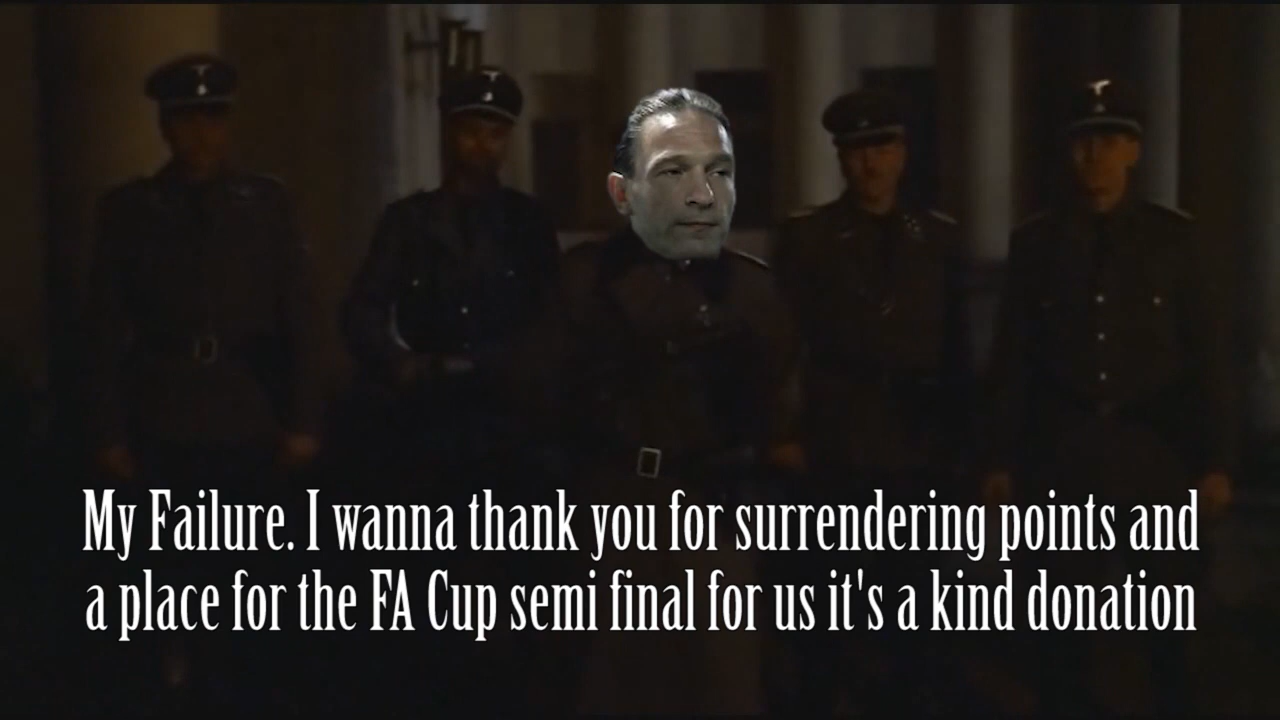 My Failure. I wanna thank you for surrendering points and
a place for the FA Cup semi final for us it's a kind donation